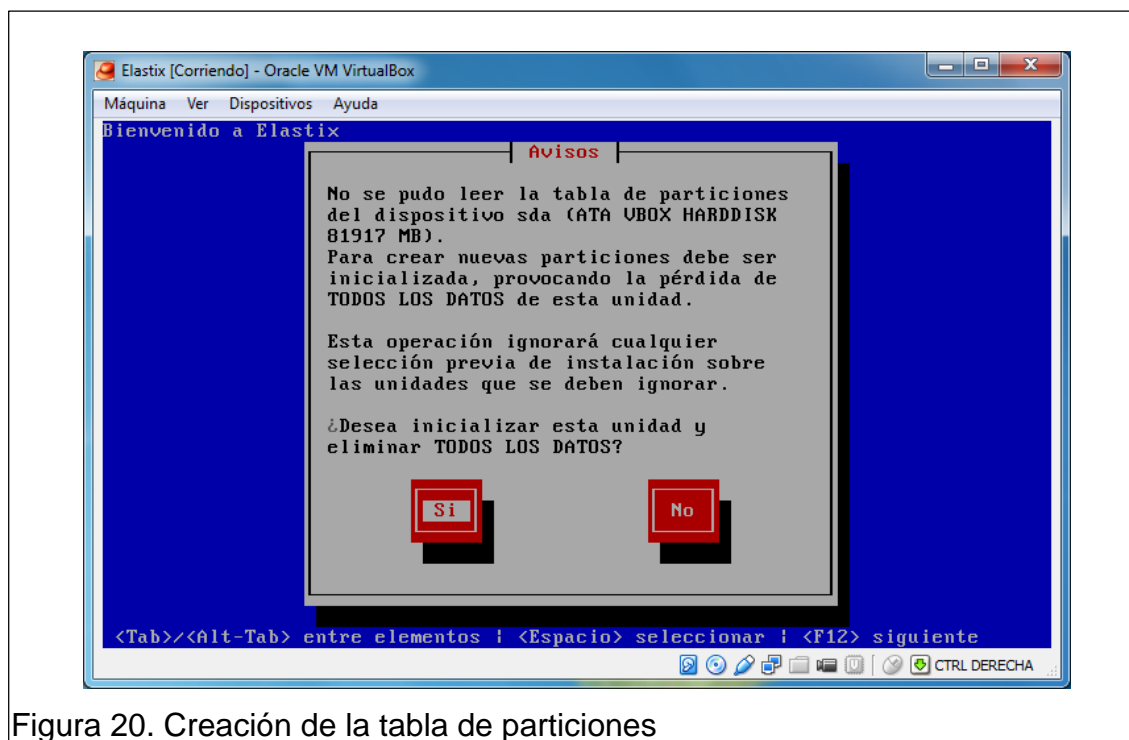 Elastix [Corriendo] - Oracle VM VirtualBox
Máquina Ver Dispositivos Ayuda
Bienvenido a Elastix
Avisos
No se pudo leer la tabla de particiones
del dispositivo sda (ATA VBOX HARDDISK
81917 MB).
Para crear nuevas particiones debe ser
inicializada, provocando la pérdida de
TODOS LOS DATOS de esta unidad.
Esta operación ignorará cualquier
selección previa de instalación sobre
las unidades que se deben ignorar.
¿Desea inicializar esta unidad y
eliminar TODOS LOS DATOS?
Si No
<Tab>/<Alt-Tab> entre elementos ¦ <Espacio> seleccionar ¦ <F12> siguiente
CTRL DERECHA
Figura 20. Creación de la tabla de particiones